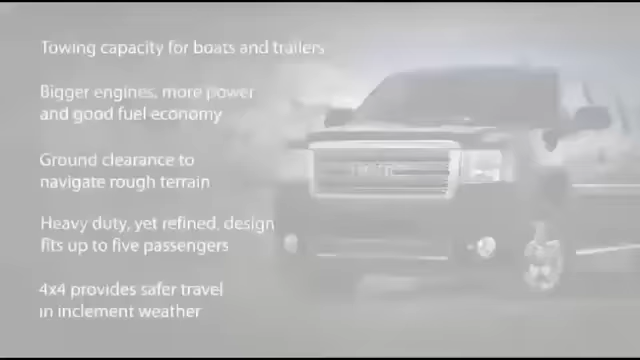 Towing capacity for boats and trailers
Bigger engines, more power
and good fuel economy
Ground clearance to
navigate rough terrain
Heavy duty, yet refined, design
fits up to five passengers
4x4 provides safer travel
in inclement weather
GMC